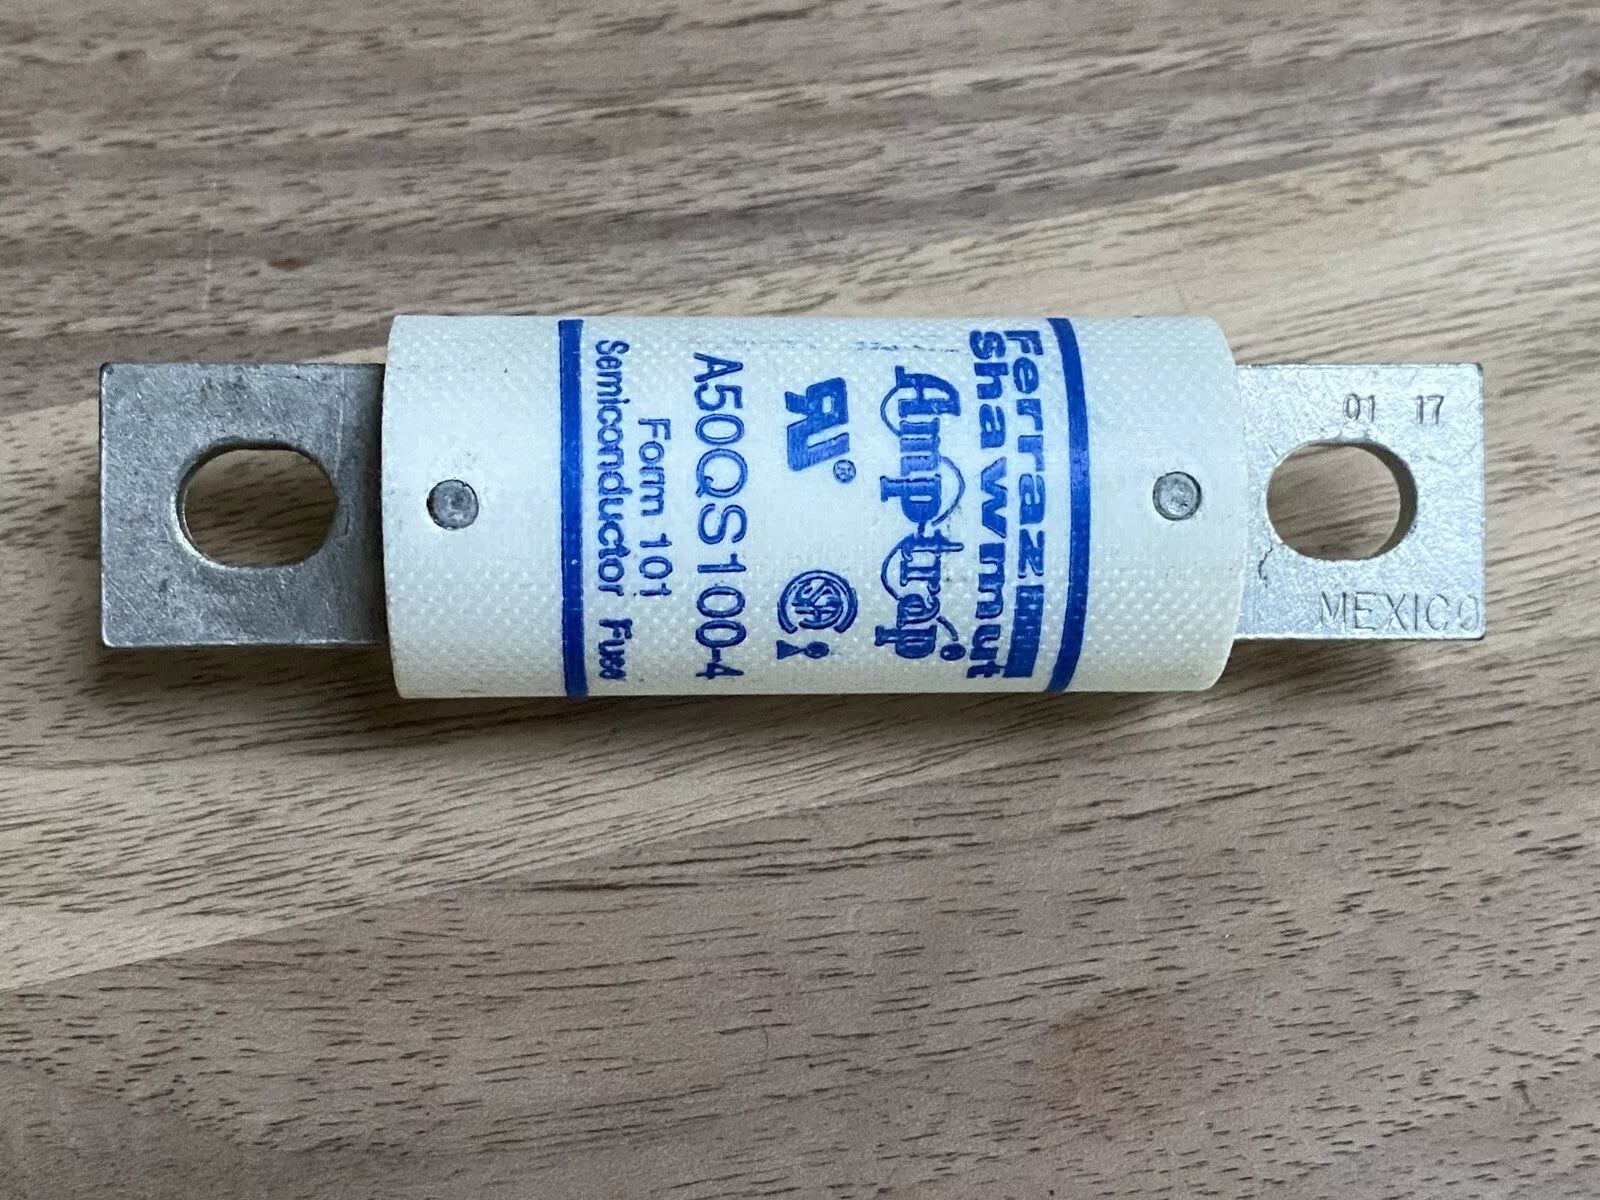 Ferraz
Shawmut
Amp-trap
A50QS100-4
Form 101
Semiconductor Fuse
01 17
MEXICO